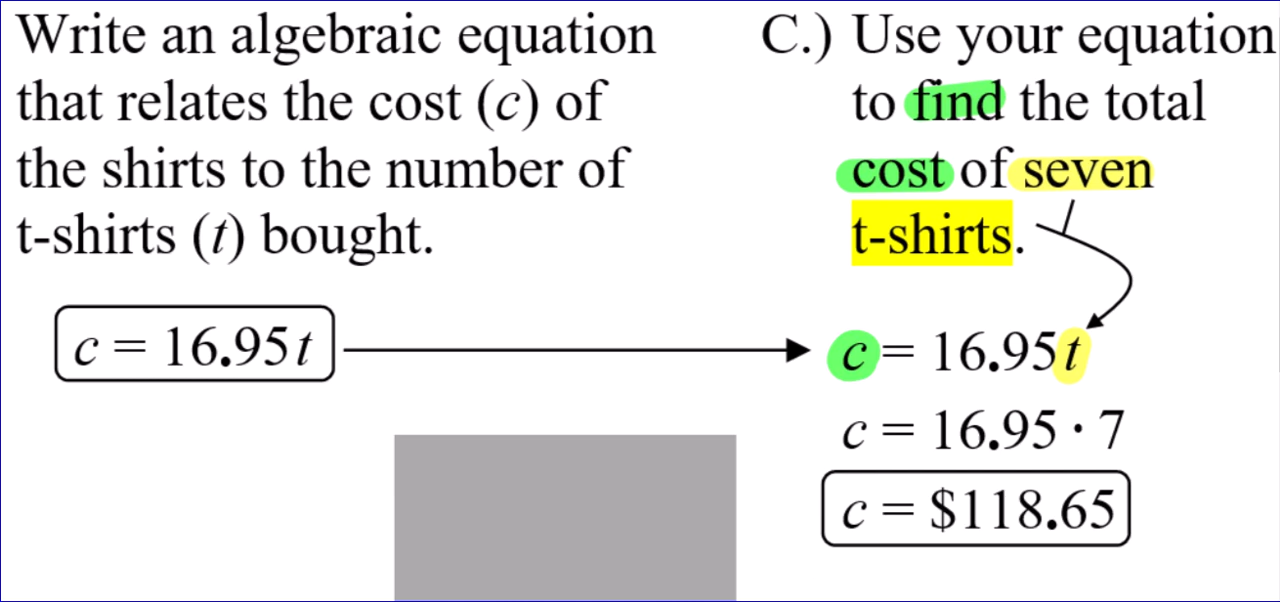 Write an algebraic equation
that relates the cost (c) of
the shirts to the number of
t-shirts (t) bought.
c = 16.95t
C.) Use your equation
to find the total
cost of seven
t-shirts.
c = 16.95t
c = 16.95 · 7
c = $118.65